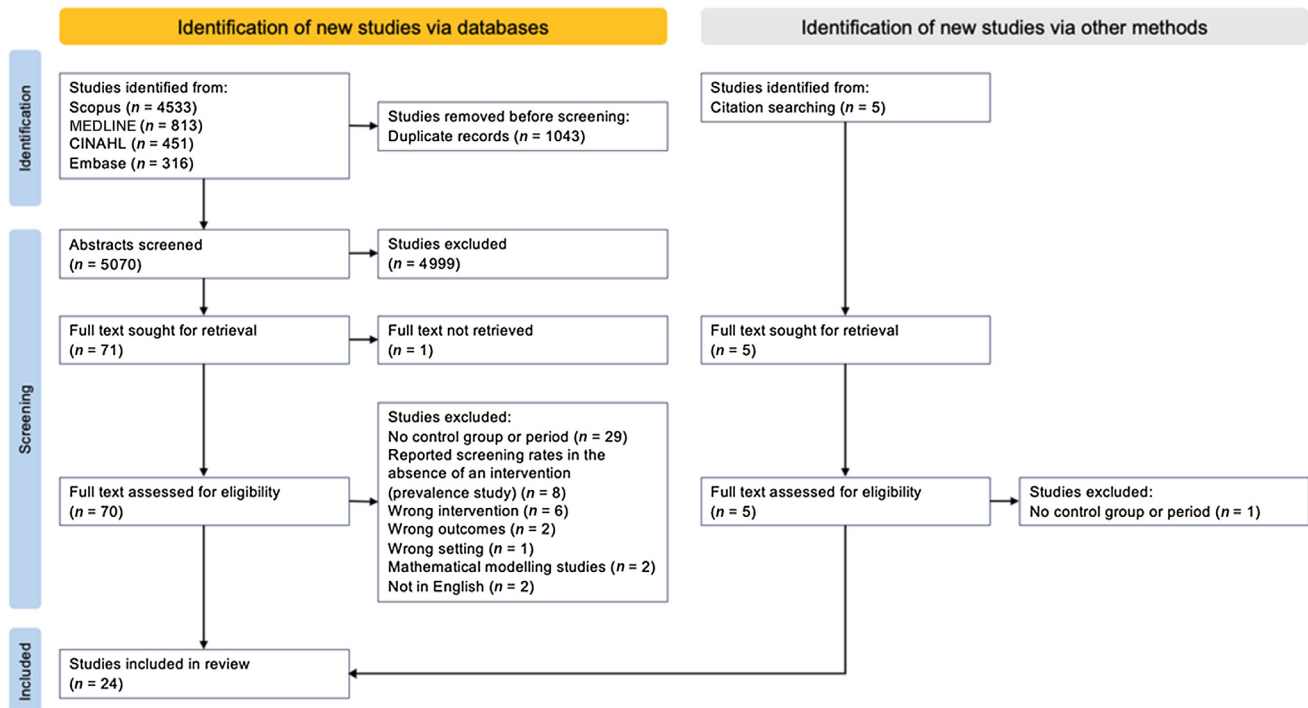 Identification of new studies via databases
Identification of new studies via other methods
Identification
Studies identified from:
Scopus (n = 4533)
MEDLINE (n = 813)
CINAHL (n = 451)
Embase (n = 316)
Studies removed before screening:
Duplicate records (n = 1043)
Studies identified from:
Citation searching (n = 5)
Screening
Abstracts screened
(n = 5070)
Studies excluded
(n = 4999)
Full text sought for retrieval
(n = 71)
Full text not retrieved
(n = 1)
Full text sought for retrieval
(n = 5)
Full text assessed for eligibility
(n = 70)
Studies excluded:
No control group or period (n = 29)
Reported screening rates in the
absence of an intervention
(prevalence study) (n = 8)
Wrong intervention (n = 6)
Wrong outcomes (n = 2)
Wrong setting (n = 1)
Mathematical modelling studies (n = 2)
Not in English (n = 2)
Full text assessed for eligibility
(n = 5)
Studies excluded:
No control group or period (n = 1)
Included
Studies included in review
(n = 24)